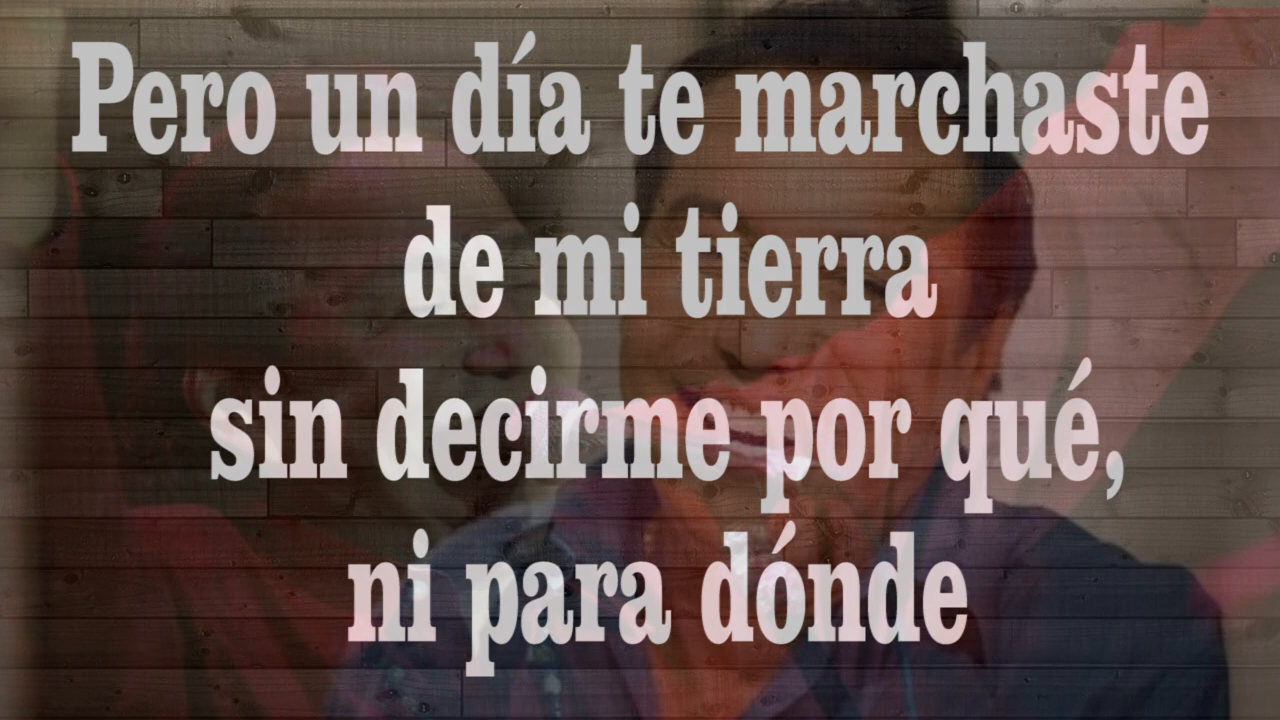 Pero un día te marchaste
de mi tierra
sin decirme por qué,
ni para dónde